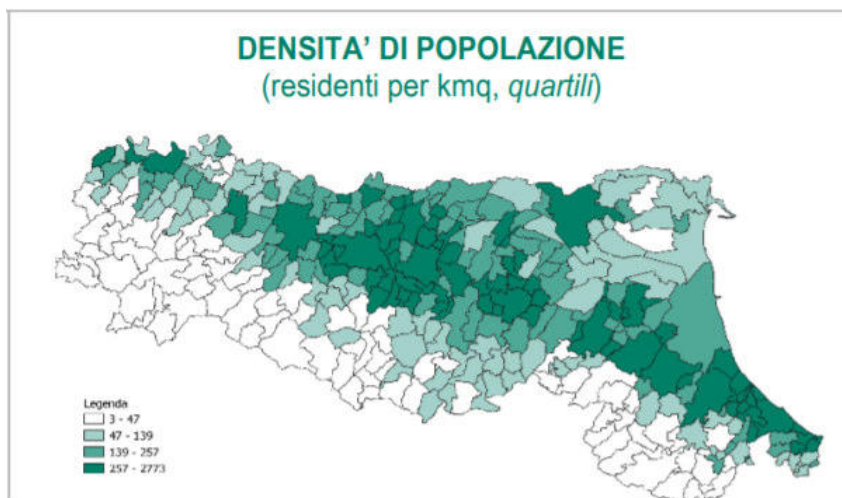 DENSITA' DI POPOLAZIONE
(residenti per kmq, quartili)
Legenda
3 - 47
47 - 139
139 - 257
257 - 2773